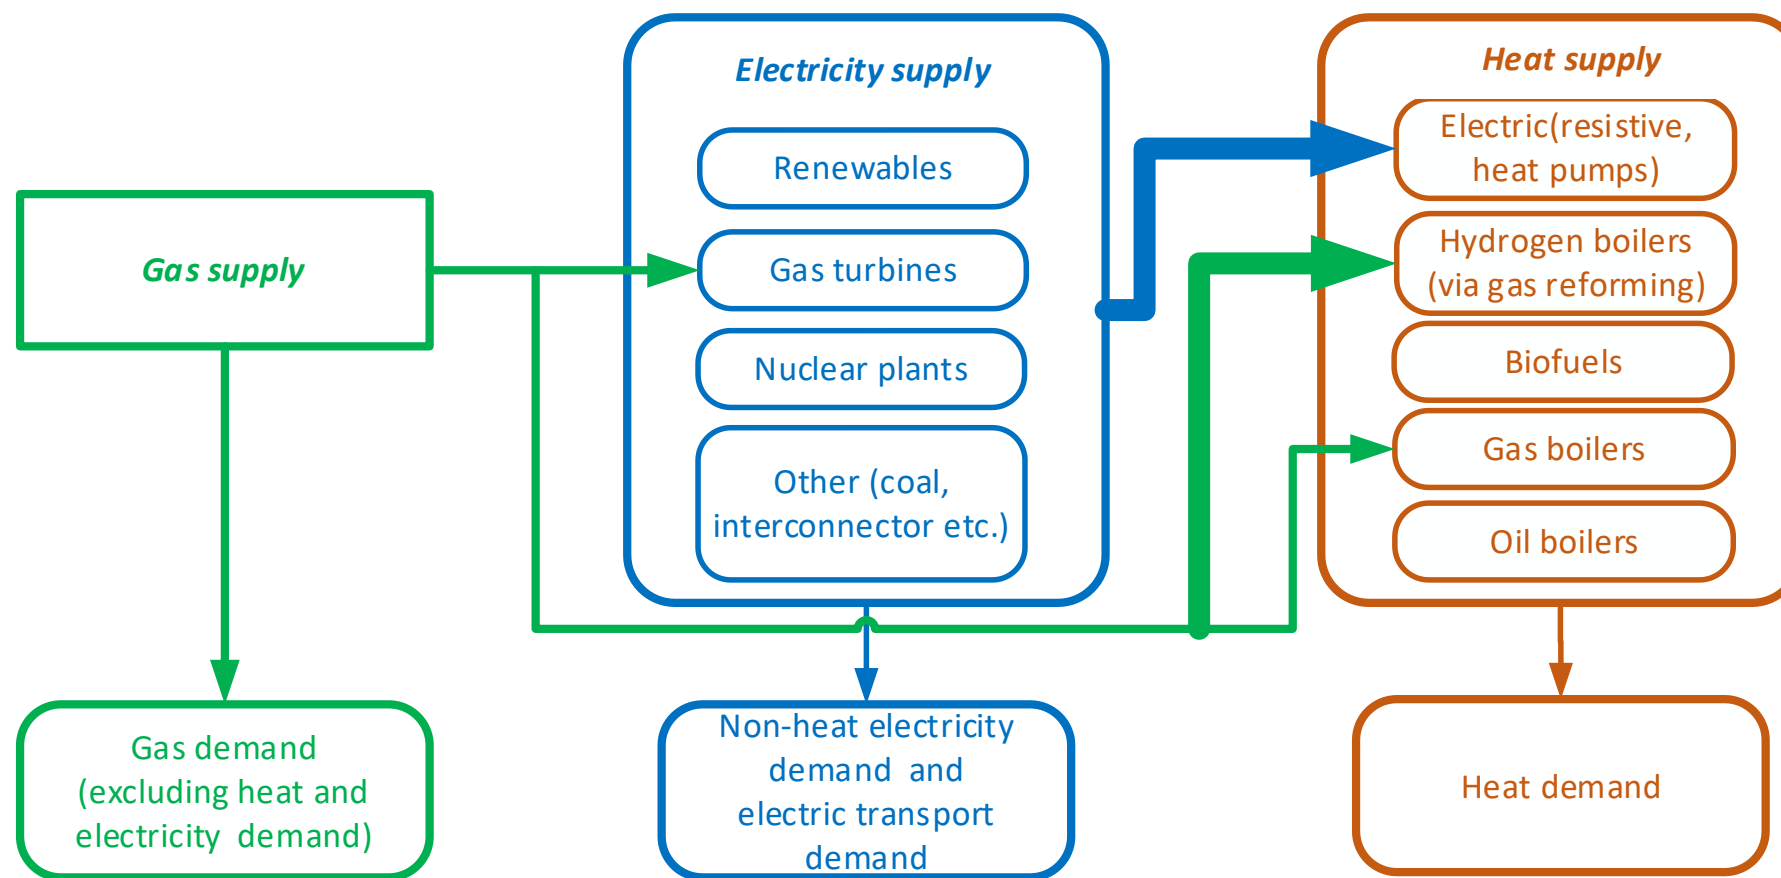 Gas supply
Gas demand
(excluding heat and
electricity demand)
Electricity supply
Renewables
Gas turbines
Nuclear plants
Other (coal,
interconnector etc.)
Non-heat electricity
demand and
electric transport
demand
Heat supply
Electric(resistive,
heat pumps)
Hydrogen boilers
(via gas reforming)
Biofuels
Gas boilers
Oil boilers
Heat demand